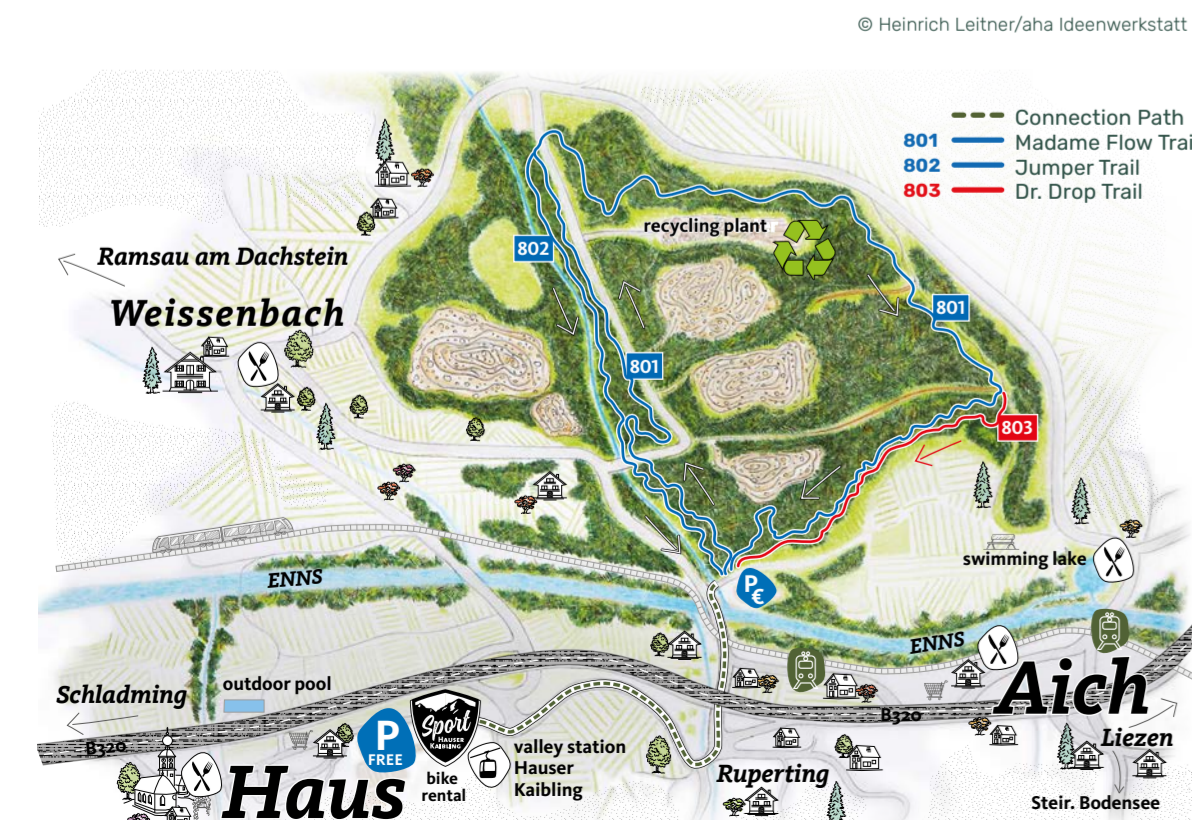 © Heinrich Leitner/aha Ideenwerkstatt
Connection Path
801 Madame Flow Trai
802 Jumper Trail
803 Dr. Drop Trail
recycling plant
802
Ramsau am Dachstein
801
Weissenbach
801
803
swimming lake
ENNS
P
€
ENNS
Schladming
outdoor pool
Aich
B320
B320
Sport
HAUSER
KAIBLING
P
FREE
Liezen
valley station
Hauser
Kaibling
bike
rental
Ruperting
Haus
Steir. Bodensee